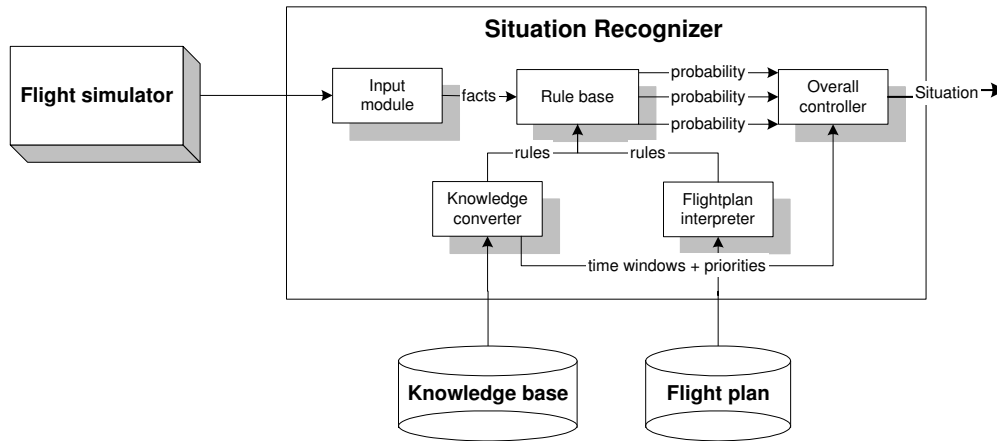 Situation Recognizer
Flight simulator
Input
module
facts
Rule base
probability
probability
probability
Overall
controller
Situation
rules
rules
Knowledge
converter
Flightplan
interpreter
time windows + priorities
Knowledge base
Flight plan